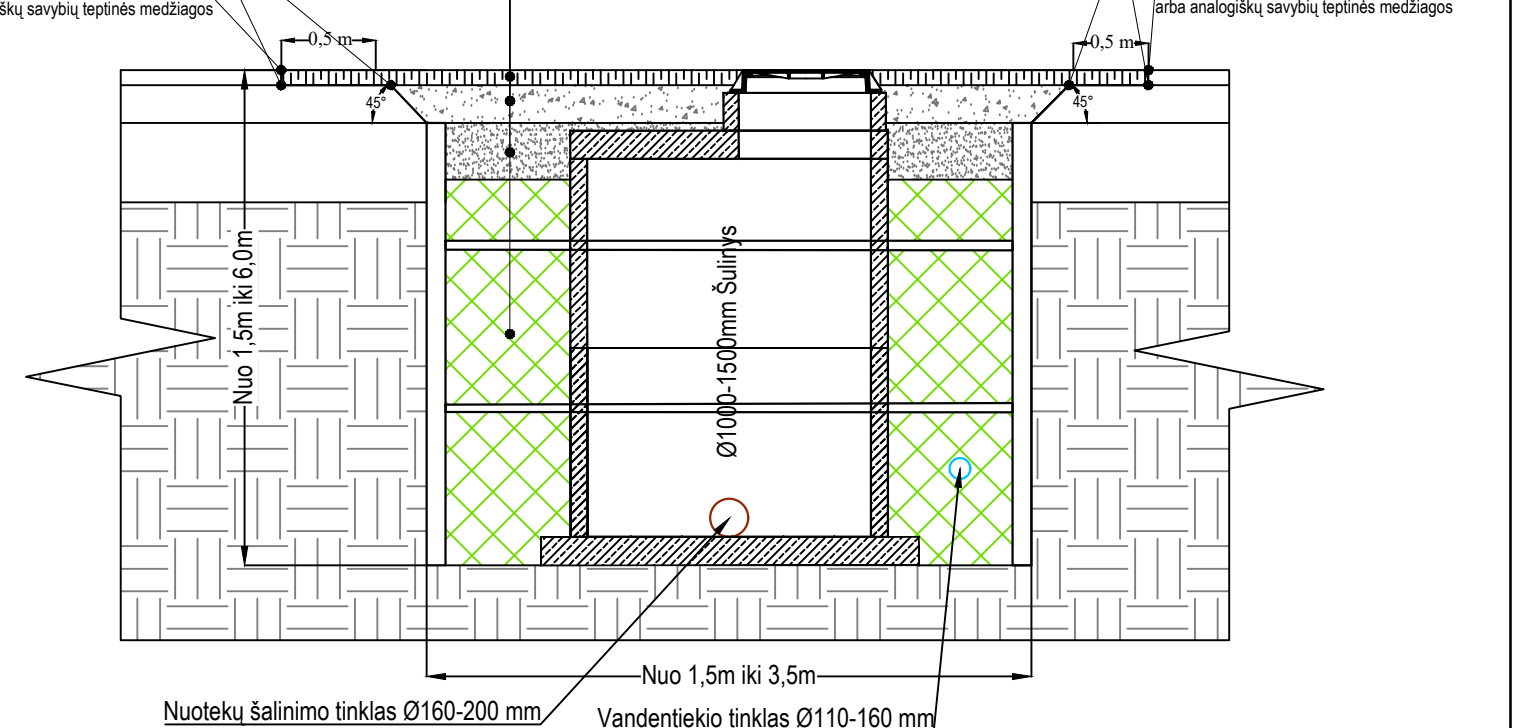 šкų savybių teptinės medžiagos
arba analogiškų savybių teptinės medžiagos
0,5 m
0,5 m
45°
45°
Nuo 1,5m iki 6,0m
Ø1000-1500mm Šulinys
Nuo 1,5m iki 3,5m
Nuotekų šalinimo tinklas Ø160-200 mm
Vandentiekio tinklas Ø110-160 mm